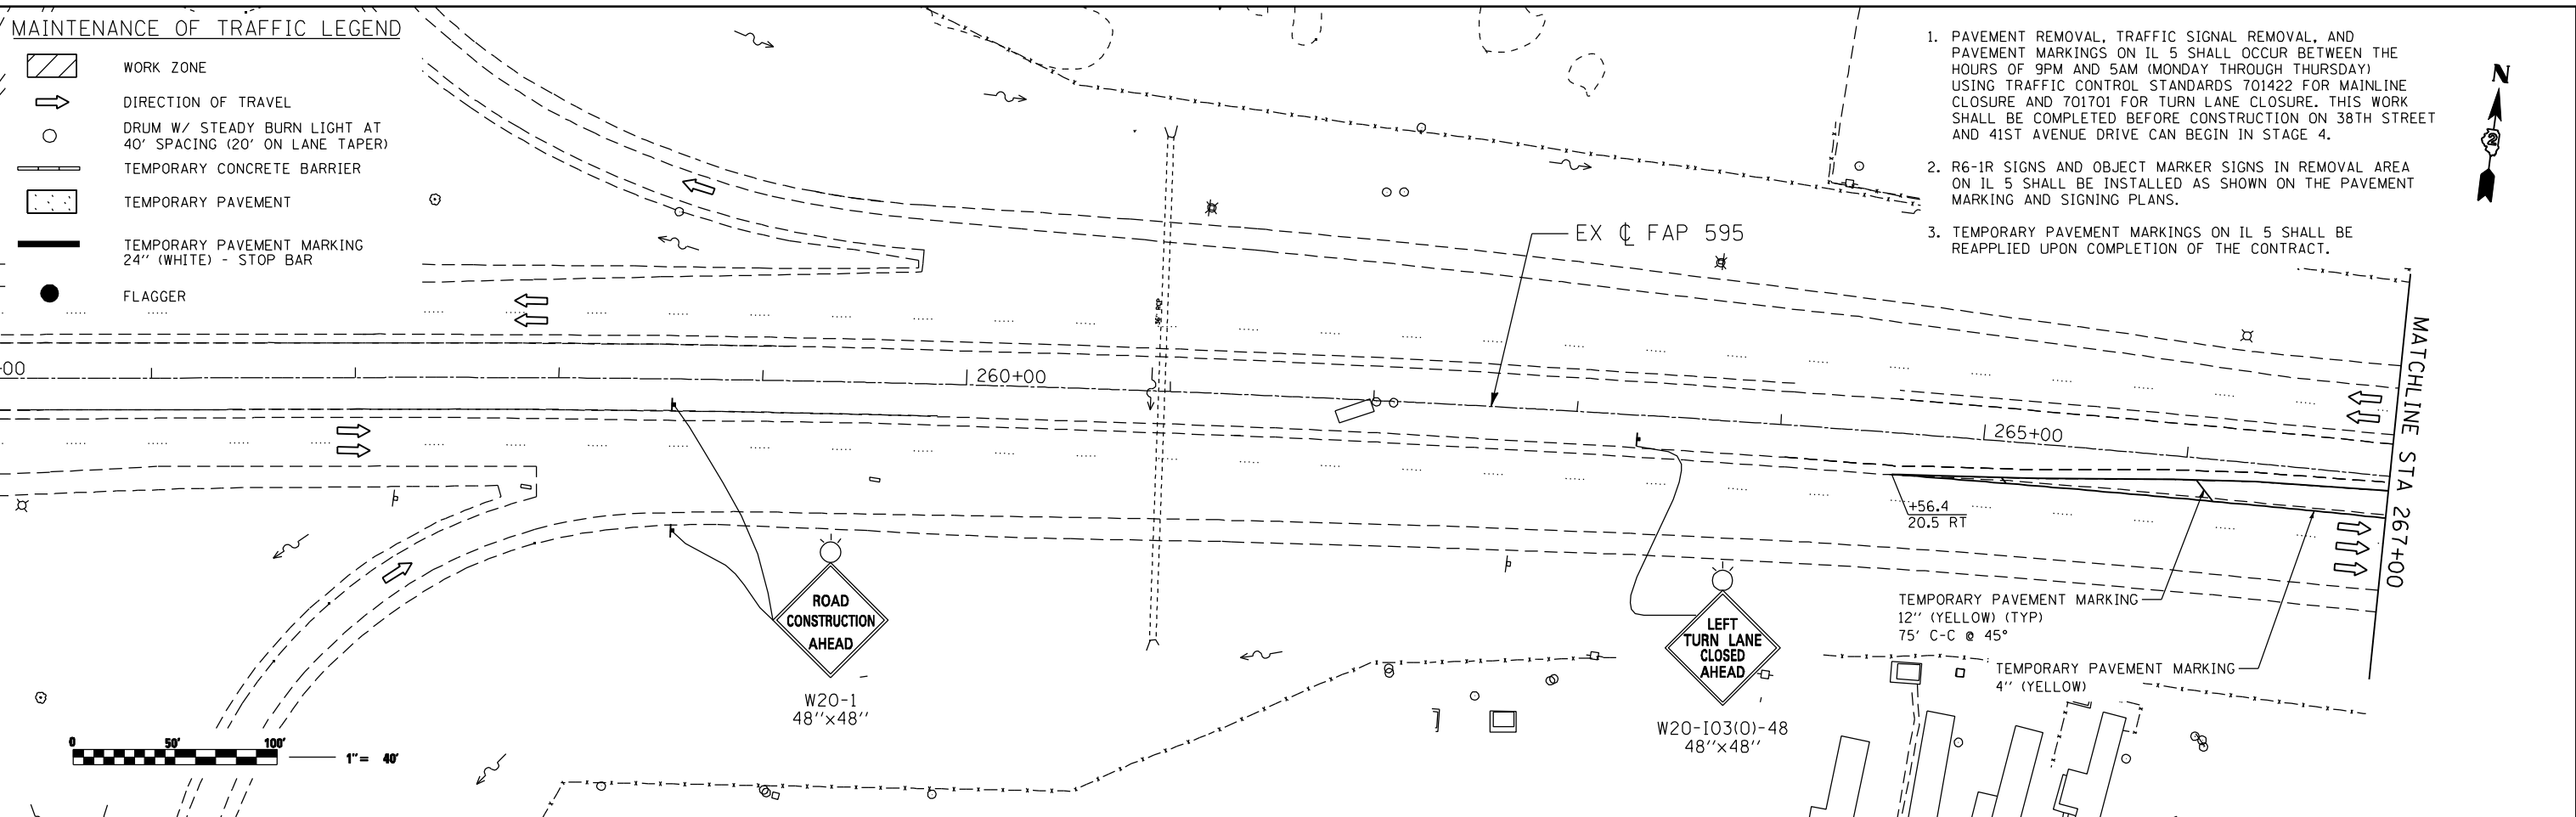 MAINTENANCE OF TRAFFIC LEGEND
WORK ZONE
DIRECTION OF TRAVEL
DRUM W/ STEADY BURN LIGHT AT
40' SPACING (20' ON LANE TAPER)
TEMPORARY CONCRETE BARRIER
TEMPORARY PAVEMENT
TEMPORARY PAVEMENT MARKING
24" (WHITE) - STOP BAR
FLAGGER
1. PAVEMENT REMOVAL, TRAFFIC SIGNAL REMOVAL, AND
PAVEMENT MARKINGS ON IL 5 SHALL OCCUR BETWEEN THE
HOURS OF 9PM AND 5AM (MONDAY THROUGH THURSDAY)
USING TRAFFIC CONTROL STANDARDS 701422 FOR MAINLINE
CLOSURE AND 701701 FOR TURN LANE CLOSURE. THIS WORK
SHALL BE COMPLETED BEFORE CONSTRUCTION ON 38TH STREET
AND 41ST AVENUE DRIVE CAN BEGIN IN STAGE 4.
2. R6-1R SIGNS AND OBJECT MARKER SIGNS IN REMOVAL AREA
ON IL 5 SHALL BE INSTALLED AS SHOWN ON THE PAVEMENT
MARKING AND SIGNING PLANS.
3. TEMPORARY PAVEMENT MARKINGS ON IL 5 SHALL BE
REAPPLIED UPON COMPLETION OF THE CONTRACT.
N
2
EX ℄ FAP 595
-00
260+00
265+00
MATCHLINE STA 267+00
+56.4
20.5 RT
ROAD
CONSTRUCTION
AHEAD
W20-1
48"x48"
LEFT
TURN LANE
CLOSED
AHEAD
W20-I03(O)-48
48"x48"
TEMPORARY PAVEMENT MARKING
12" (YELLOW) (TYP)
75' C-C @ 45°
TEMPORARY PAVEMENT MARKING
4" (YELLOW)
0 50' 100'
1"= 40'